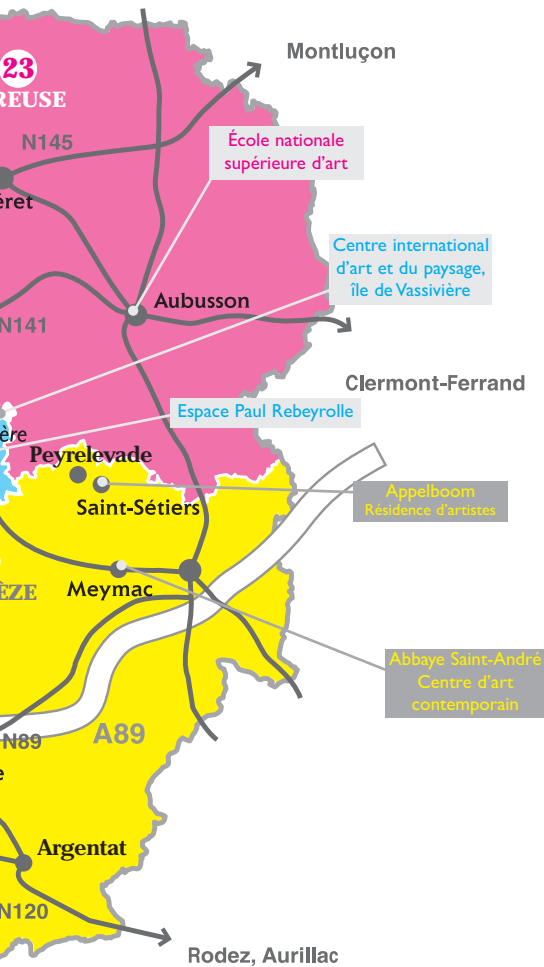 Montluçon
23
REUSE
N145
École nationale
supérieure d'art
éret
Centre international
d'art et du paysage,
île de Vassivière
Aubusson
N141
Clermont-Ferrand
Espace Paul Rebeyrolle
ère
Peyrelevade
Appelboom
Résidence d'artistes
Saint-Sétiers
Meymac
ÈZE
Abbaye Saint-André
Centre d'art
contemporain
A89
N89
e
Argentat
N120
Rodez, Aurillac